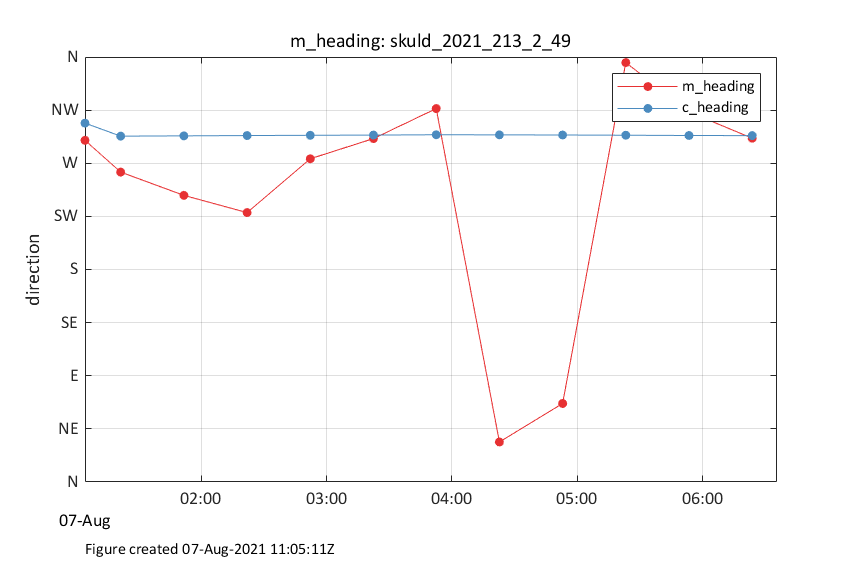 m_heading: skuld_2021_213_2_49
N
NW
W
SW
S
SE
E
NE
N
direction
m_heading
c_heading
02:00
03:00
04:00
05:00
06:00
07-Aug
Figure created 07-Aug-2021 11:05:11Z